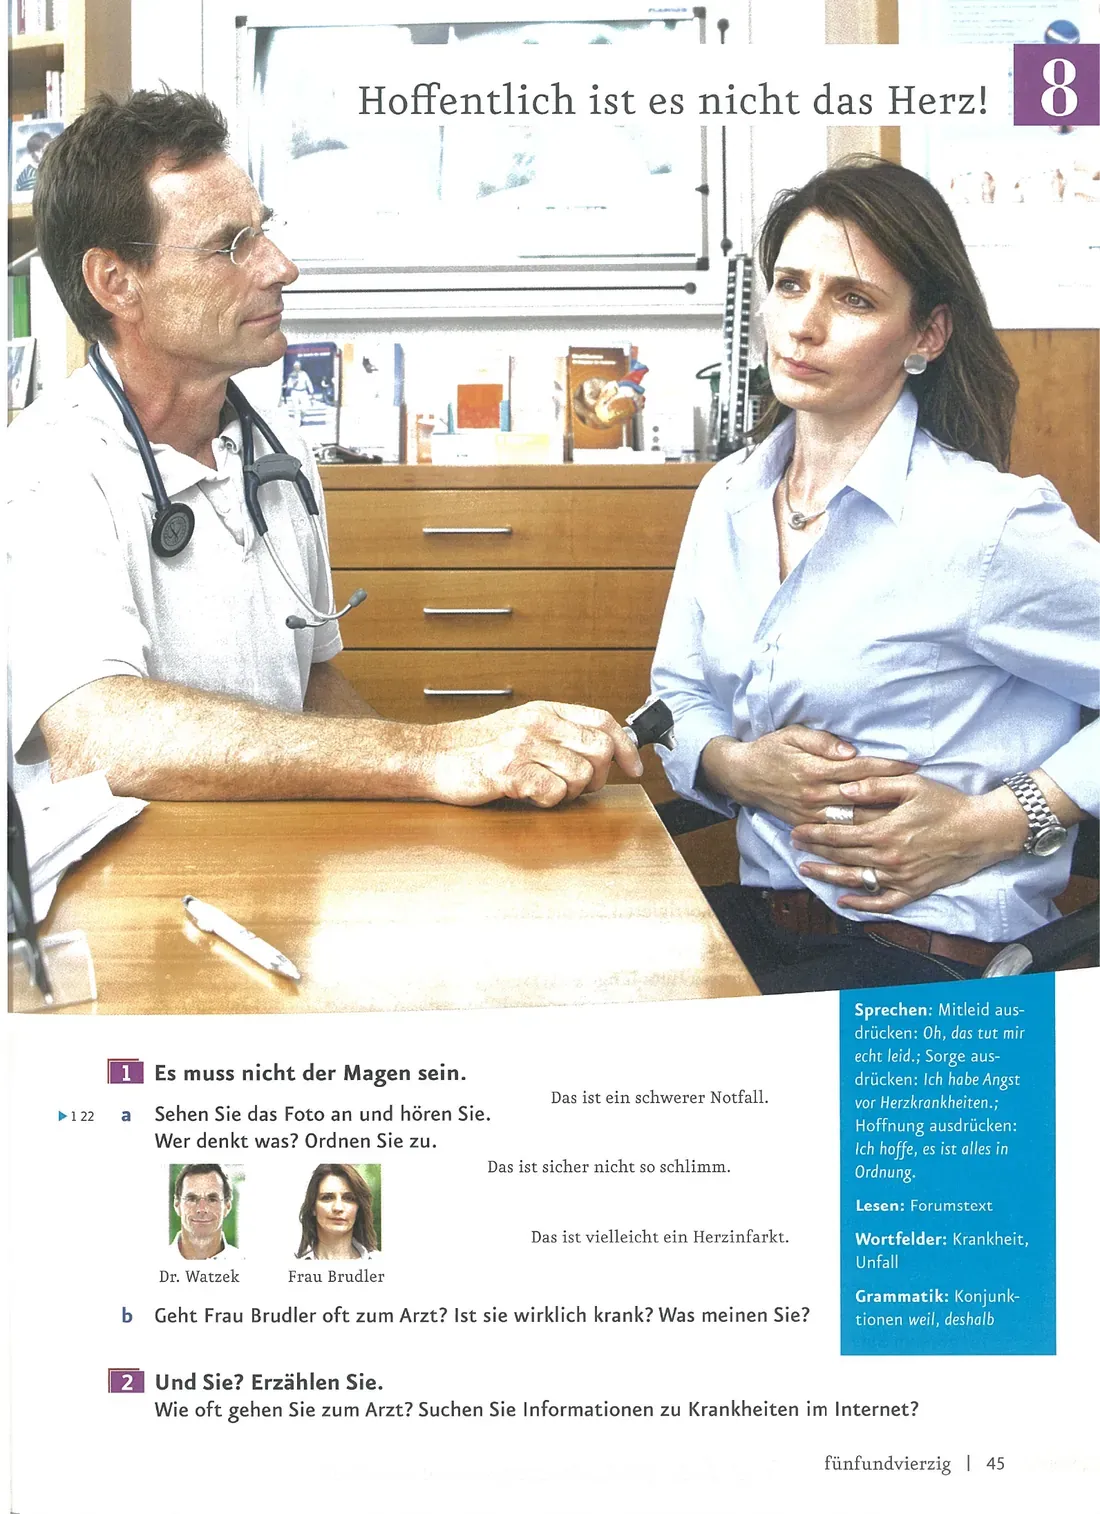 Hoffentlich ist es nicht das Herz!
8
1 Es muss nicht der Magen sein.
▶ 1 22 a Sehen Sie das Foto an und hören Sie.
Wer denkt was? Ordnen Sie zu.
Das ist ein schwerer Notfall.
Das ist sicher nicht so schlimm.
Das ist vielleicht ein Herzinfarkt.
Dr. Watzek
Frau Brudler
b Geht Frau Brudler oft zum Arzt? Ist sie wirklich krank? Was meinen Sie?
2 Und Sie? Erzählen Sie.
Wie oft gehen Sie zum Arzt? Suchen Sie Informationen zu Krankheiten im Internet?
Sprechen: Mitleid aus-
drücken: Oh, das tut mir
echt leid.; Sorge aus-
drücken: Ich habe Angst
vor Herzkrankheiten.;
Hoffnung ausdrücken:
Ich hoffe, es ist alles in
Ordnung.
Lesen: Forumstext
Wortfelder: Krankheit,
Unfall
Grammatik: Konjunk-
tionen weil, deshalb
fünfundvierzig | 45